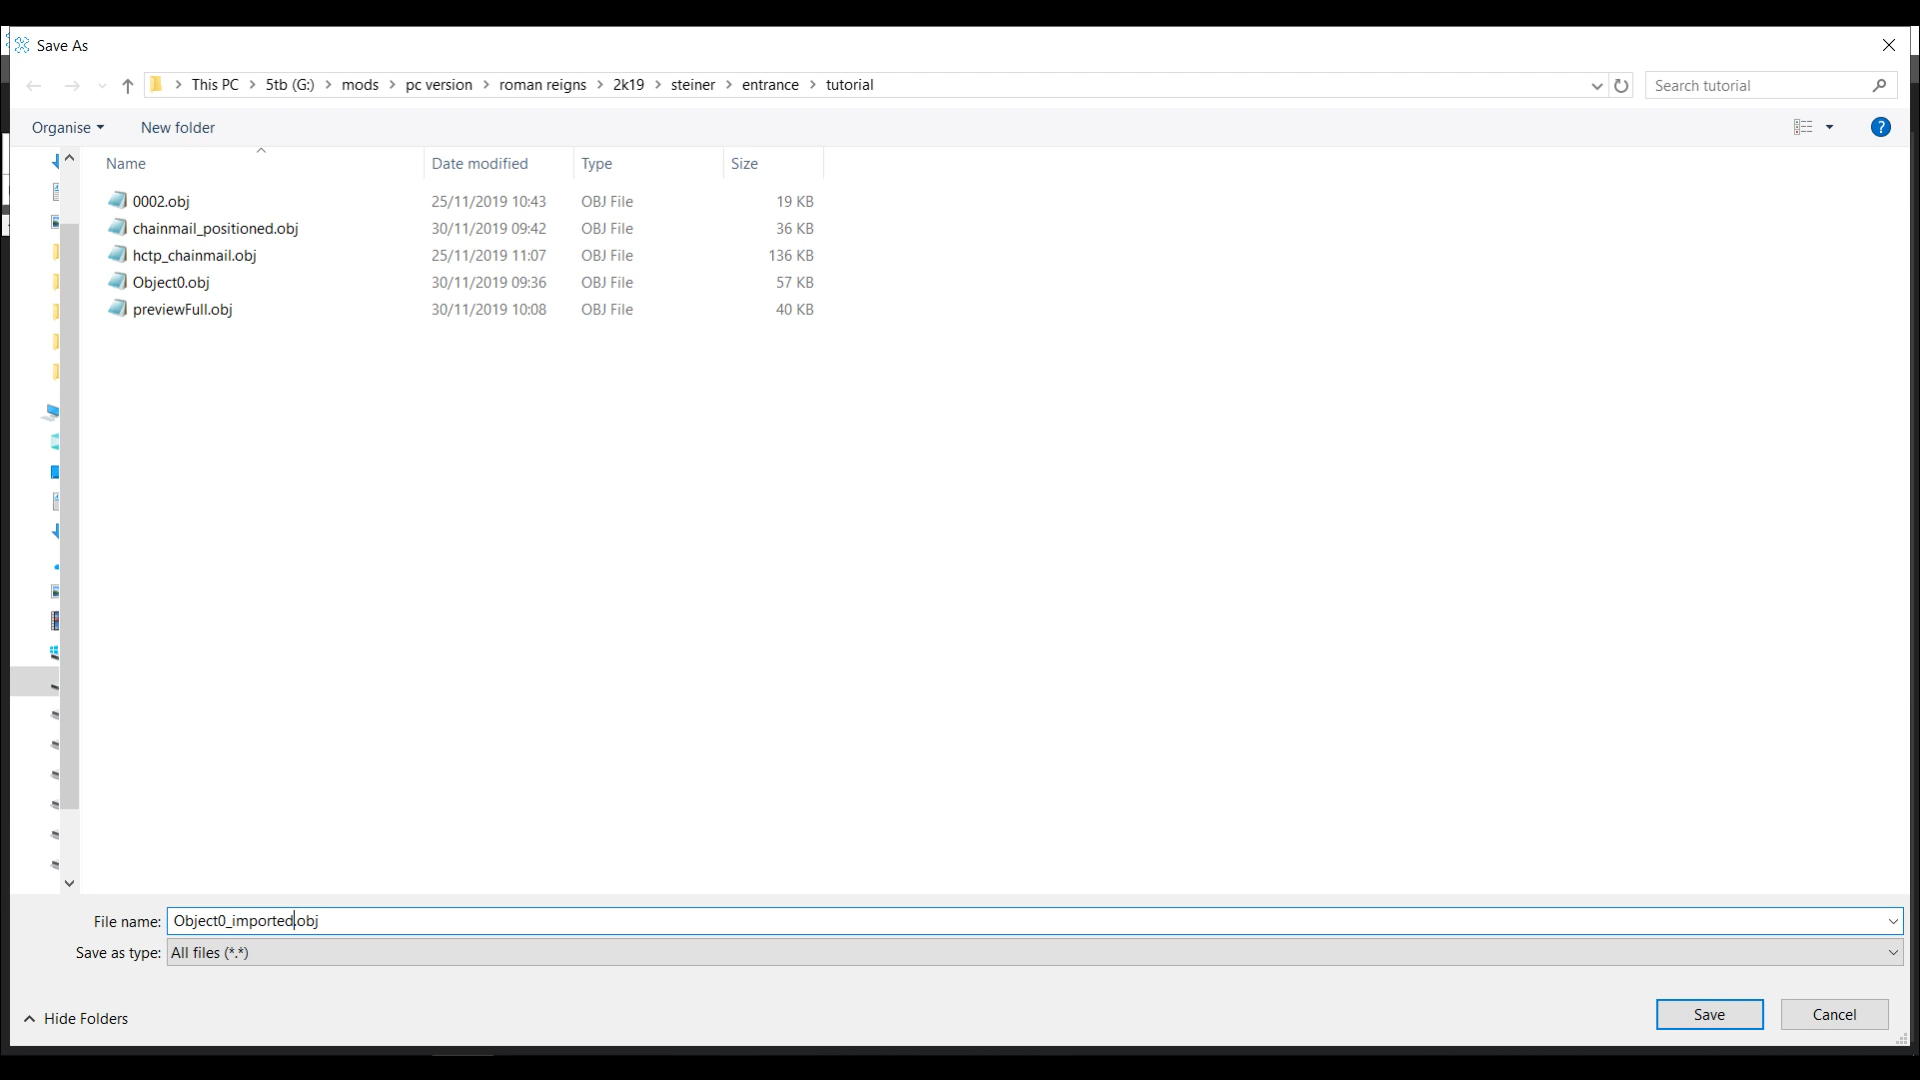 Save As
This PC > 5tb (G:) > mods > pc version > roman reigns > 2k19 > steiner > entrance > tutorial
Search tutorial
Organise New folder
Name Date modified Type Size
0002.obj 25/11/2019 10:43 OBJ File 19 KB
chainmail_positioned.obj 30/11/2019 09:42 OBJ File 36 KB
hctp_chainmail.obj 25/11/2019 11:07 OBJ File 136 KB
Object0.obj 30/11/2019 09:36 OBJ File 57 KB
previewFull.obj 30/11/2019 10:08 OBJ File 40 KB
File name: Object0_imported.obj
Save as type: All files (*.*)
Hide Folders Save Cancel